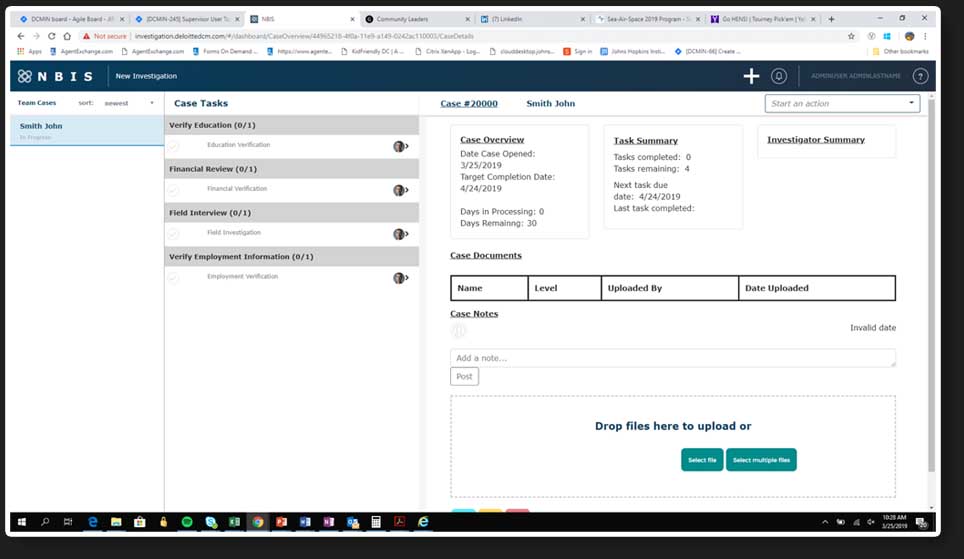 DCMIN board - Agile Board - 
[DCMIN-245] Supervisor User T
NBIS
Community Leaders
(7) LinkedIn
Sea-Air-Space 2019 Program - S
Go HENS! | Tourney Pick'em | Y
Not secure | investigation.deloittedcm.com/#/dashboard/CaseOverview/44965218-4f0a-11e9-a149-0242ac110003/CaseDetails
Apps
AgentExchange.com
AgentExchange.com
Forms On Demand ...
https://www.agente...
KidFriendly DC | A ...
Citrix XenApp - Log...
clouddesktop.johns...
Sign in
Johns Hopkins Insti...
[DCMIN-66] Create ...
Other bookmarks
NBIS
New Investigation
ADMINUSER ADMINLASTNAME
?
Team Cases
sort: newest
Smith John
In Progress
Case Tasks
Verify Education (0/1)
Education Verification
Financial Review (0/1)
Financial Verification
Field Interview (0/1)
Field Investigation
Verify Employment Information (0/1)
Employment Verification
Case #20000
Smith John
Start an action
Case Overview
Date Case Opened:
3/25/2019
Target Completion Date:
4/24/2019
Days in Processing: 0
Days Remainng: 30
Task Summary
Tasks completed: 0
Tasks remaining: 4
Next task due
date: 4/24/2019
Last task completed:
Investigator Summary
Case Documents
Name
Level
Uploaded By
Date Uploaded
Case Notes
Invalid date
Add a note...
Post
Drop files here to upload or
Select file
Select multiple files
10:28 AM
3/25/2019
20